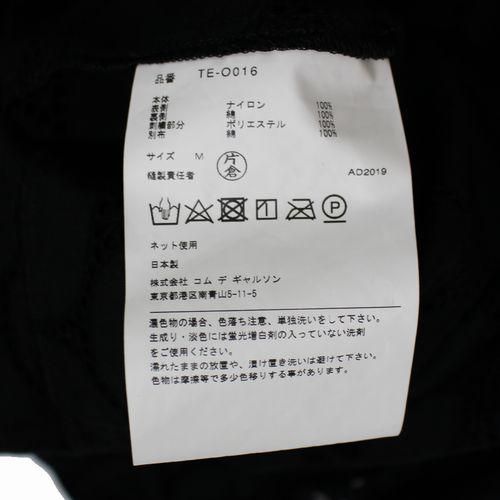 品番 TE-O016
本体
表側 ナイロン 100%
裏側 綿 100%
刺繍部分 ポリエステル 100%
別布 綿 100%
サイズ M 片倉
縫製責任者 AD2019
P
ネット使用
日本製
株式会社 コム デ ギャルソン
東京都港区南青山5-11-5
濃色物の場合、色落ち注意、単独洗いをして下さい。
生成り・淡色には蛍光増白剤の入っていない洗剤
をご使用ください。
濡れたままの放置や、漬け置き洗いは避けて下さい。
色物は摩擦等で多少色移りする事があります。